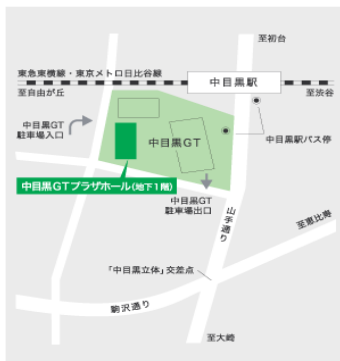 至初台
東急東横線・東京メトロ日比谷線
中目黒駅
至自由が丘
至渋谷
中目黒GT
駐車場入口
中目黒GT
中目黒駅バス停
中目黒GTプラザホール(地下1階)
中目黒GT
駐車場出口
山手通り
至恵比寿
「中目黒立体」交差点
駒沢通り
至大崎